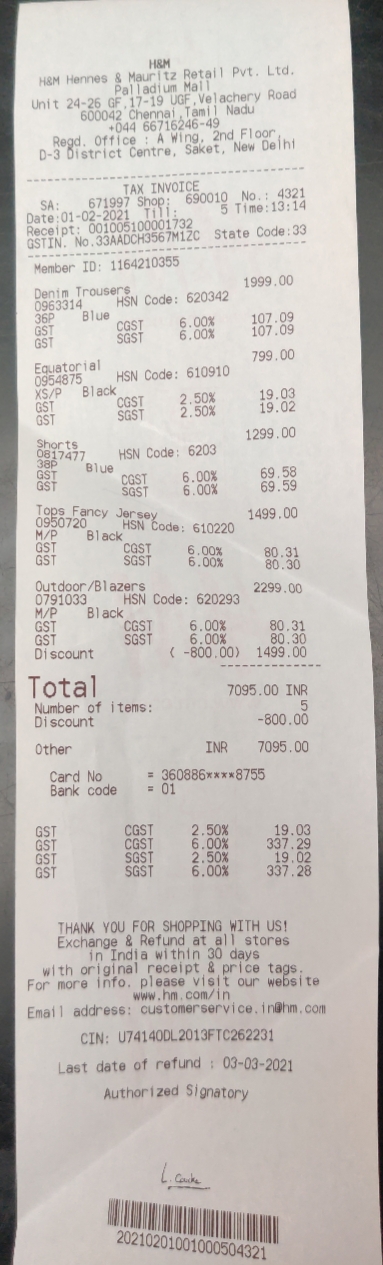 H&M
H&M Hennes & Mauritz Retail Pvt. Ltd.
Palladium Mall
Unit 24-26 GF,17-19 UGF,Velachery Road
600042 Chennai,Tamil Nadu
+044 66716246-49
Regd. Office : A Wing, 2nd Floor,
D-3 District Centre, Saket, New Delhi
TAX INVOICE
SA: 671997 Shop: 690010 No.: 4321
Date:01-02-2021 Till: 5 Time:13:14
Receipt: 001005100001732
GSTIN. No.33AADCH3567M1ZC State Code:33
Member ID: 1164210355
Denim Trousers 1999.00
0963314 HSN Code: 620342
36P Blue
GST CGST 6.00% 107.09
GST SGST 6.00% 107.09
Equatorial 799.00
0954875 HSN Code: 610910
XS/P Black
GST CGST 2.50% 19.03
GST SGST 2.50% 19.02
Shorts 1299.00
0817477 HSN Code: 6203
38P Blue
GST CGST 6.00% 69.58
GST SGST 6.00% 69.59
Tops Fancy Jersey 1499.00
0950720 HSN Code: 610220
M/P Black
GST CGST 6.00% 80.31
GST SGST 6.00% 80.30
Outdoor/Blazers 2299.00
0791033 HSN Code: 620293
M/P Black
GST CGST 6.00% 80.31
GST SGST 6.00% 80.30
Discount ( -800.00) 1499.00
Total 7095.00 INR
Number of items: 5
Discount -800.00
Other INR 7095.00
Card No = 360886****8755
Bank code = 01
GST CGST 2.50% 19.03
GST CGST 6.00% 337.29
GST SGST 2.50% 19.02
GST SGST 6.00% 337.28
THANK YOU FOR SHOPPING WITH US!
Exchange & Refund at all stores
in India within 30 days
with original receipt & price tags.
For more info. please visit our website
www.hm.com/in
Email address: customerservice.in@hm.com
CIN: U74140DL2013FTC262231
Last date of refund : 03-03-2021
Authorized Signatory
20210201001000504321